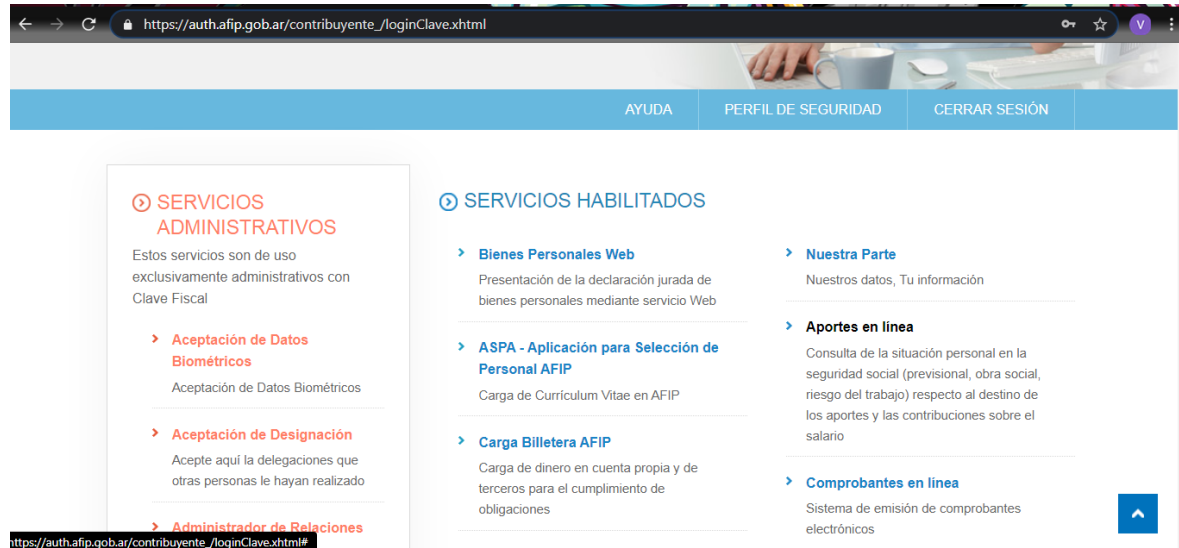 https://auth.afip.gob.ar/contribuyente_/loginClave.xhtml
V
AYUDA
PERFIL DE SEGURIDAD
CERRAR SESIÓN
SERVICIOS
ADMINISTRATIVOS
Estos servicios son de uso
exclusivamente administrativos con
Clave Fiscal
Aceptación de Datos
Biométricos
Aceptación de Datos Biométricos
Aceptación de Designación
Acepte aquí la delegaciones que
otras personas le hayan realizado
Administrador de Relaciones
SERVICIOS HABILITADOS
Bienes Personales Web
Presentación de la declaración jurada de
bienes personales mediante servicio Web
ASPA - Aplicación para Selección de
Personal AFIP
Carga de Curriculum Vitae en AFIP
Carga Billetera AFIP
Carga de dinero en cuenta propia y de
terceros para el cumplimiento de
obligaciones
Nuestra Parte
Nuestros datos, Tu información
Aportes en línea
Consulta de la situación personal en la
seguridad social (previsional, obra social,
riesgo del trabajo) respecto al destino de
los aportes y las contribuciones sobre el
salario
Comprobantes en línea
Sistema de emisión de comprobantes
electrónicos
https://auth.afip.gob.ar/contribuyente_/loginClave.xhtml#